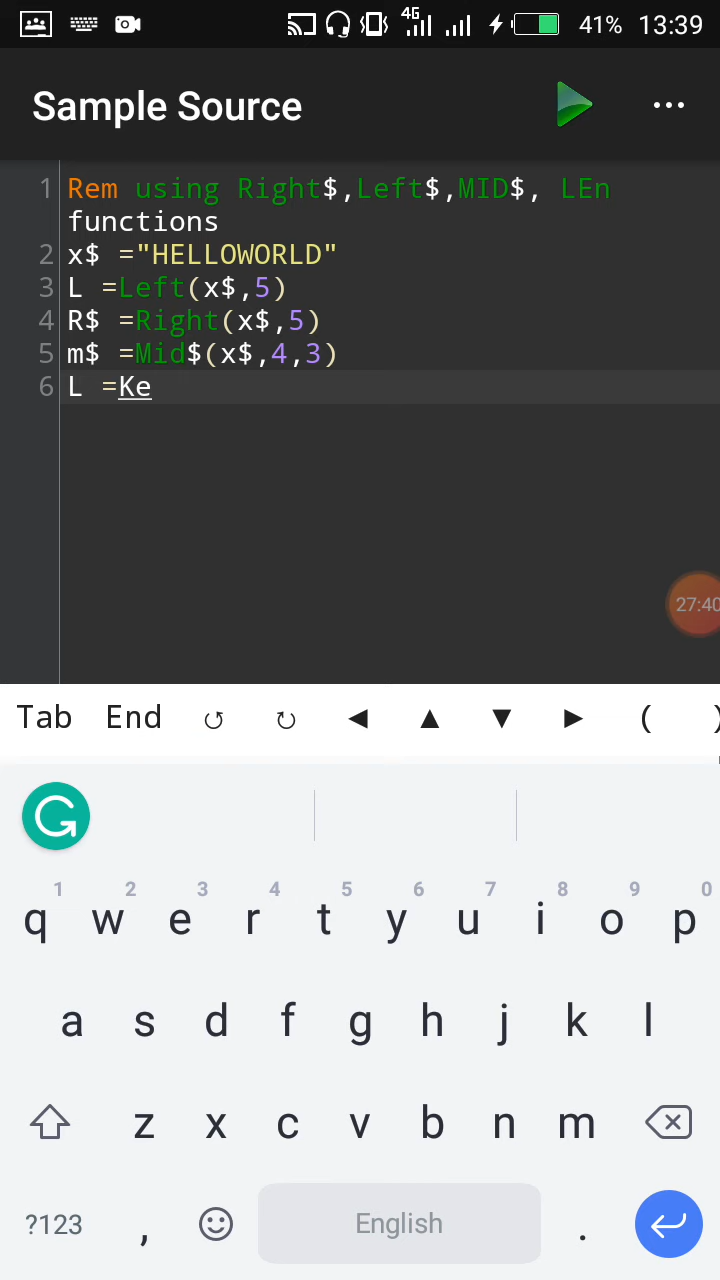 4G 41% 13:39
Sample Source
1 Rem using Right$,Left$,MID$, LEn
functions
2 x$ ="HELLOWORLD"
3 L =Left(x$,5)
4 R$ =Right(x$,5)
5 m$ =Mid$(x$,4,3)
6 L =Ke
27:40
Tab End ( )
1 2 3 4 5 6 7 8 9 0
q w e r t y u i o p
a s d f g h j k l
z x c v b n m
?123 , English .